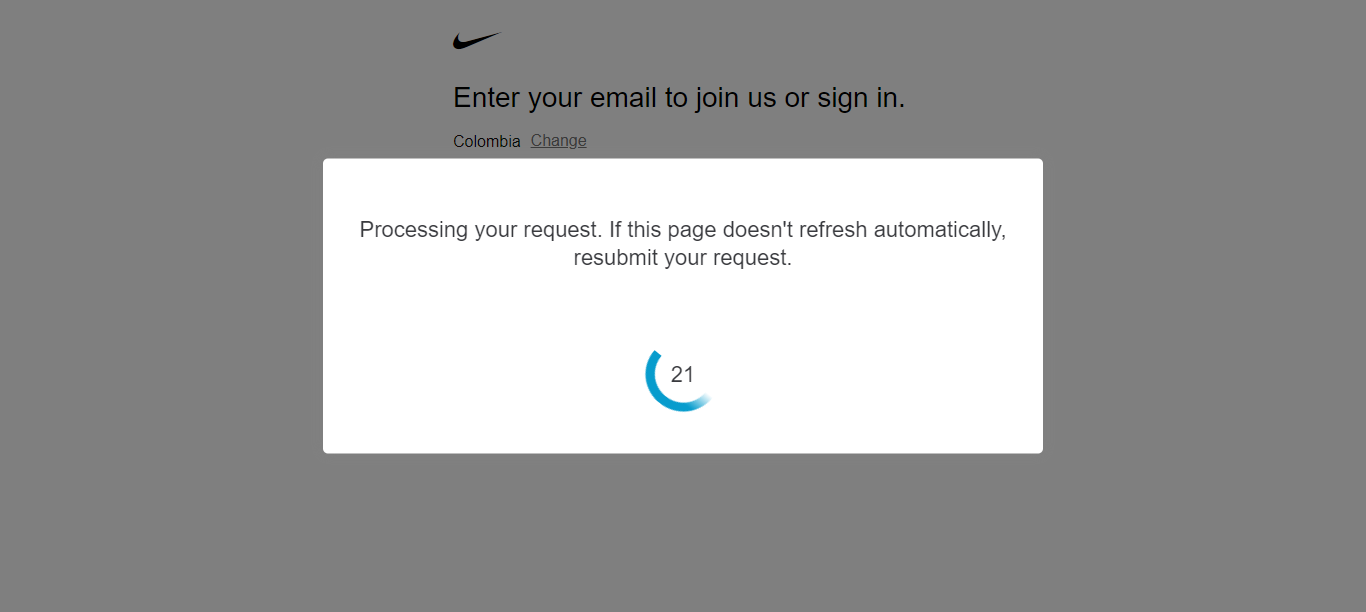 Enter your email to join us or sign in.
Colombia Change
Processing your request. If this page doesn't refresh automatically,
resubmit your request.
21